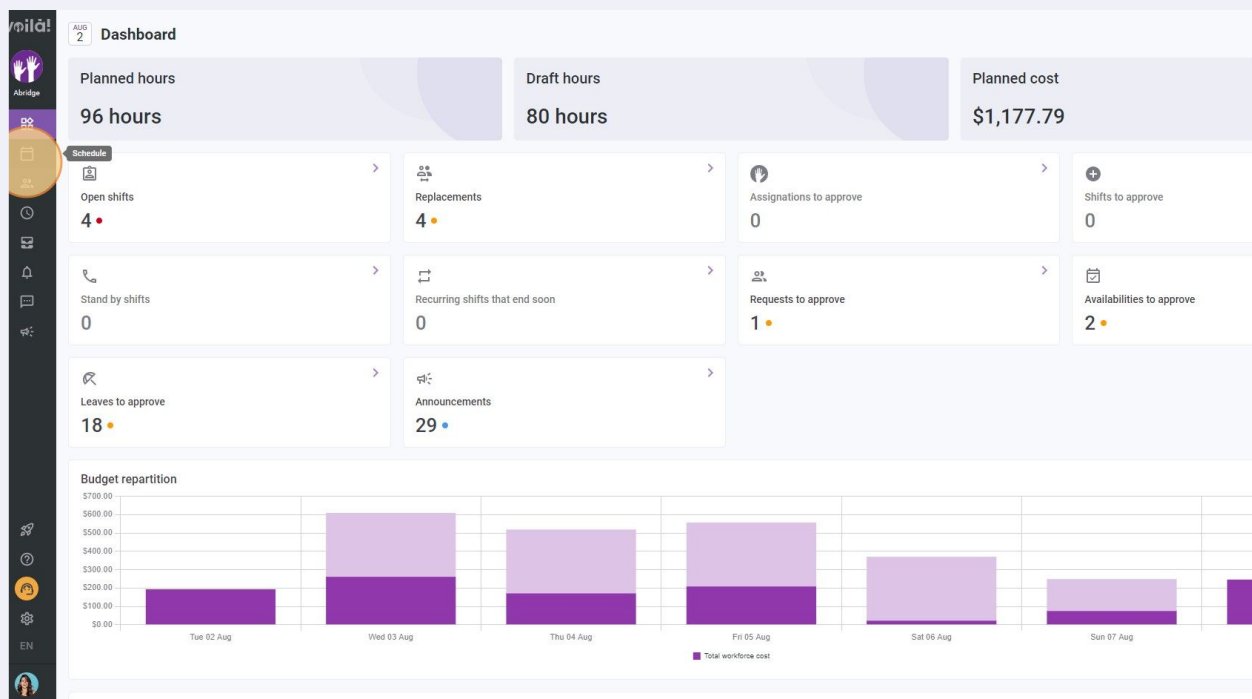 voilà!
AUG
2
Dashboard
Abridge
Planned hours
96 hours
Draft hours
80 hours
Planned cost
$1,177.79
Schedule
Open shifts
4
Replacements
4
Assignations to approve
0
Shifts to approve
0
Stand by shifts
0
Recurring shifts that end soon
0
Requests to approve
1
Availabilities to approve
2
Leaves to approve
18
Announcements
29
Budget repartition
$700.00
$600.00
$500.00
$400.00
$300.00
$200.00
$100.00
$0.00
Tue 02 Aug
Wed 03 Aug
Thu 04 Aug
Fri 05 Aug
Sat 06 Aug
Sun 07 Aug
Total workforce cost
EN